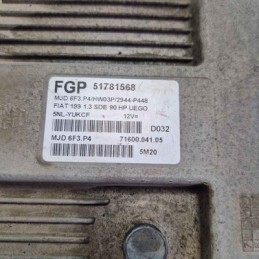 FGP 51781568
MJD 6F3.P4/HW03P/2944-P448
FIAT 199 1,3 SDE 90 HP UEGO
5NL-YUKCF + 12V=
D032
MJD 6F3.P4 71600.041.05
5M20